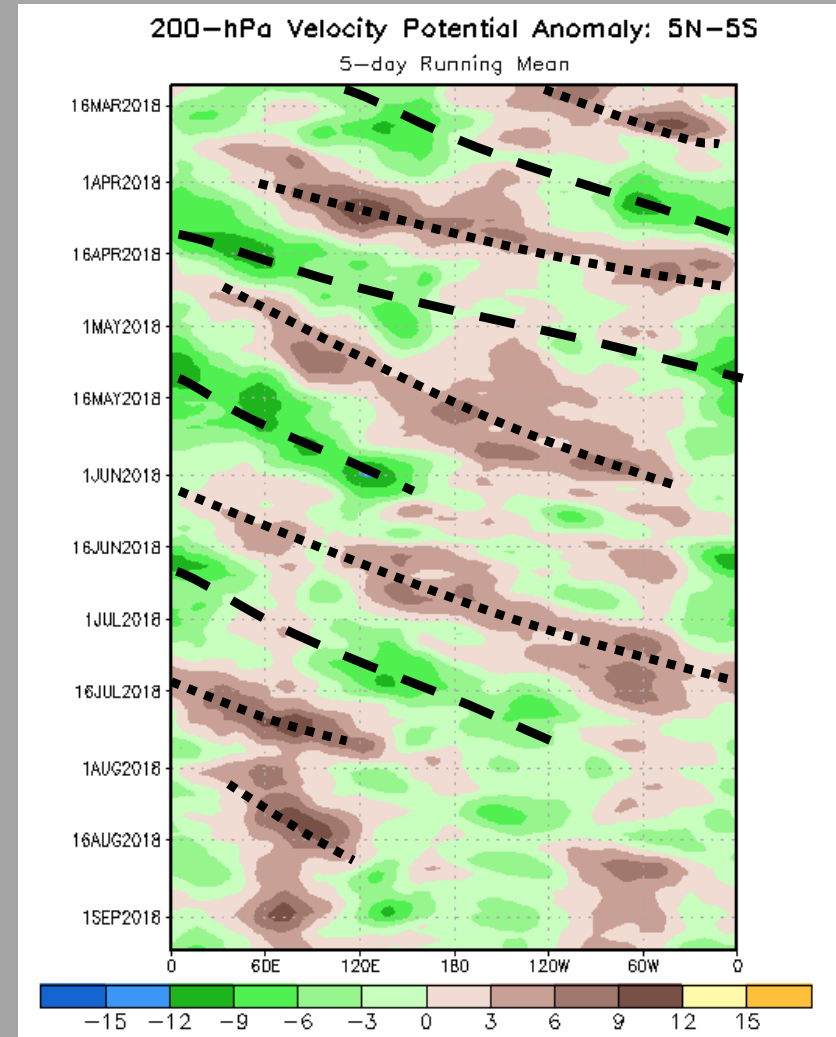 200-hPa Velocity Potential Anomaly: 5N-5S
5-day Running Mean
16MAR2018
1APR2018
16APR2018
1MAY2018
16MAY2018
1JUN2018
16JUN2018
1JUL2018
16JUL2018
1AUG2018
16AUG2018
1SEP2018
0 60E 120E 180 120W 60W 0
-15 -12 -9 -6 -3 0 3 6 9 12 15